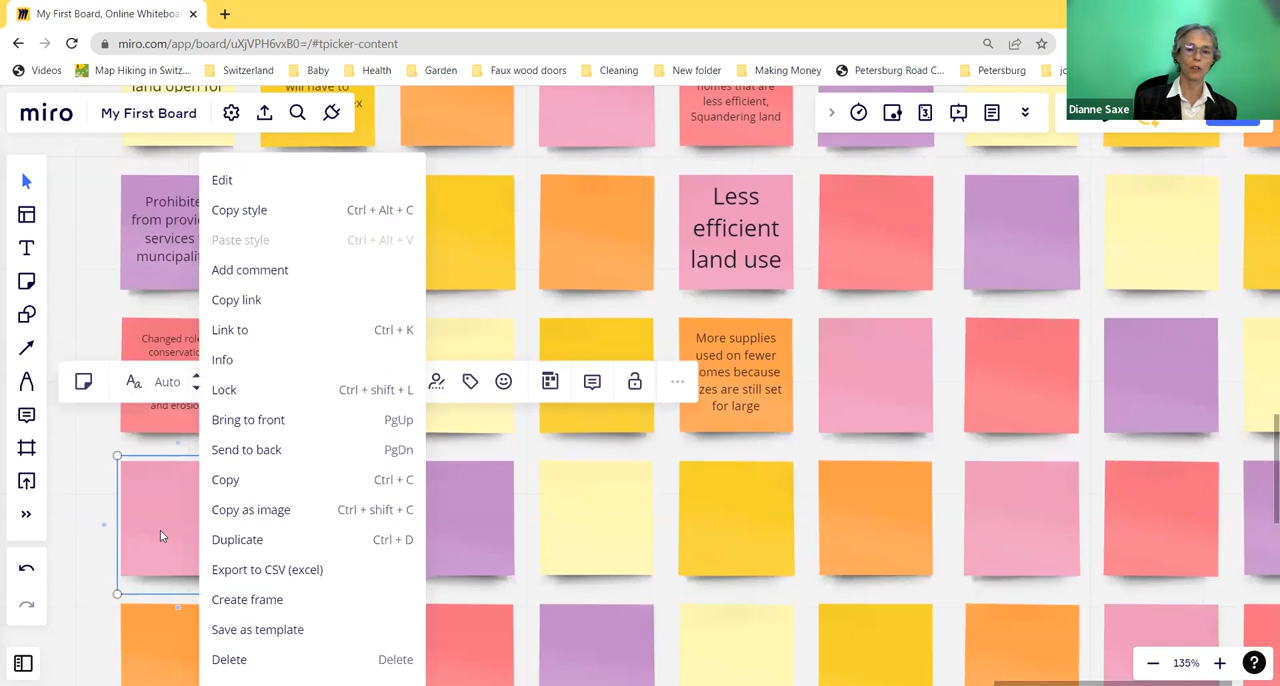 My First Board, Online Whiteboa
miro.com/app/board/uXjVPH6vxB0=/#tpicker-content
Videos
Map Hiking in Switz...
Switzerland
Baby
Health
Garden
faux wood doors
Cleaning
New folder
Making Money
Petersburg Road C...
Petersburg
Dianne Saxe
miro
My First Board
land open for
will have to
homes that are
less efficient,
Squandering land
Prohibite
from provi
services
muncipalit
Less
efficient
land use
Changed rol
conservati
and erosio
More supplies
used on fewer
omes because
izes are still set
for large
Auto
Edit
Copy style Ctrl + Alt + C
Paste style Ctrl + Alt + V
Add comment
Copy link
Link to Ctrl + K
Info
Lock Ctrl + shift + L
Bring to front PgUp
Send to back PgDn
Copy Ctrl + C
Copy as image Ctrl + shift + C
Duplicate Ctrl + D
Export to CSV (excel)
Create frame
Save as template
Delete Delete
135%